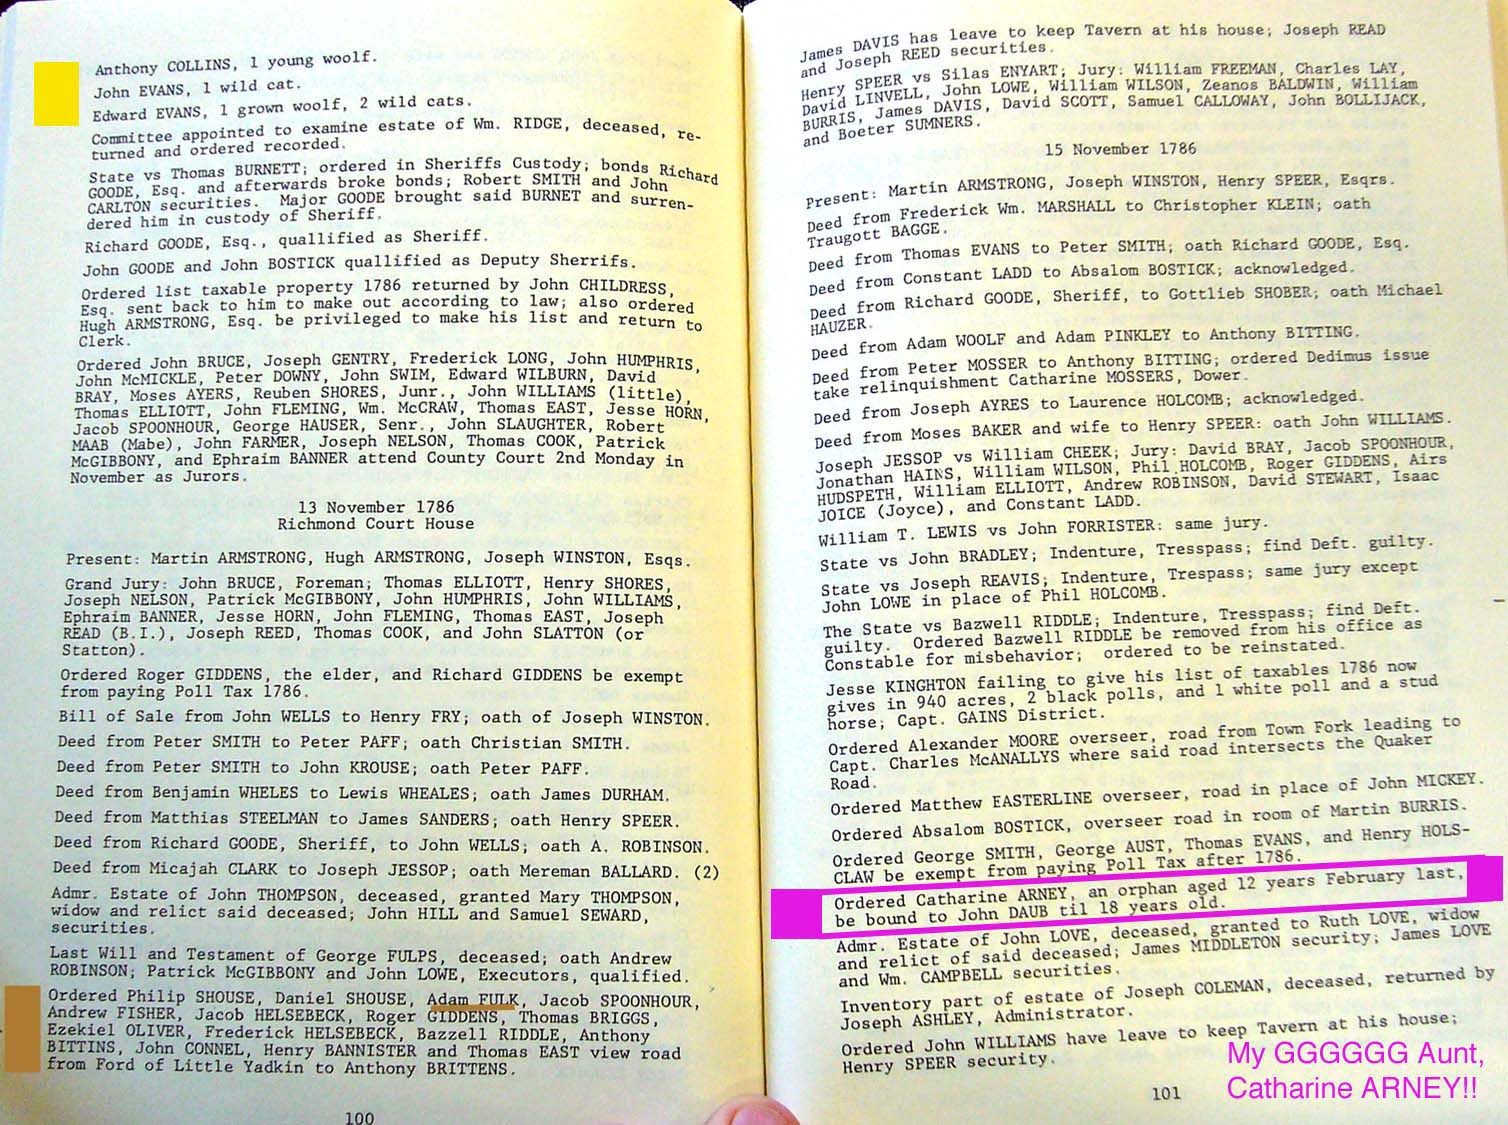 Anthony COLLINS, 1 young woolf.
John EVANS, 1 wild cat.
Edward EVANS, 1 grown woolf, 2 wild cats.
Committee appointed to examine estate of Wm. RIDGE, deceased, re-
turned and ordered recorded.
State vs Thomas BURNETT; ordered in Sheriffs Custody; bonds Richard
GOODE, Esq. and afterwards broke bonds; Robert SMITH and John
CARLTON securities. Major GOODE brought said BURNET and surren-
dered him in custody of Sheriff.
Richard GOODE, Esq., quallified as Sheriff.
John GOODE and John BOSTICK quallified as Deputy Sherrifs.
Ordered list taxable property 1786 returned by John CHILDRESS,
Esq. sent back to him to make out according to law; also ordered
Hugh ARMSTRONG, Esq. be privileged to make his list and return to
Clerk.
Ordered John BRUCE, Joseph GENTRY, Frederick LONG, John HUMPHRIS,
John McMICKLE, Peter DOWNY, John SWIM, Edward WILBURN, David
BRAY, Moses AYERS, Reuben SHORES, Junr., John WILLIAMS (little),
Thomas ELLIOTT, John FLEMING, Wm. McCRAW, Thomas EAST, Jesse HORN,
Jacob SPOONHOUR, George HAUSER, Senr., John SLAUGHTER, Robert
MAAB (Mabe), John FARMER, Joseph NELSON, Thomas COOK, Patrick
McGIBBONY, and Ephraim BANNER attend County Court 2nd Monday in
November as Jurors.
13 November 1786
Richmond Court House
Present: Martin ARMSTRONG, Hugh ARMSTRONG, Joseph WINSTON, Esqs.
Grand Jury: John BRUCE, Foreman; Thomas ELLIOTT, Henry SHORES,
Joseph NELSON, Patrick McGIBBONY, John HUMPHRIS, John WILLIAMS,
Ephraim BANNER, Jesse HORN, John FLEMING, Thomas EAST, Joseph
READ (B.I.), Joseph REED, Thomas COOK, and John SLATTON (or
Statton).
Ordered Roger GIDDENS, the elder, and Richard GIDDENS be exempt
from paying Poll Tax 1786.
Bill of Sale from John WELLS to Henry FRY; oath of Joseph WINSTON.
Deed from Peter SMITH to Peter PAFF; oath Christian SMITH.
Deed from Peter SMITH to John KROUSE; oath Peter PAFF.
Deed from Benjamin WHELES to Lewis WHEALES; oath James DURHAM.
Deed from Matthias STEELMAN to James SANDERS; oath Henry SPEER.
Deed from Richard GOODE, Sheriff, to John WELLS; oath A. ROBINSON.
Deed from Micajah CLARK to Joseph JESSOP; oath Mereman BALLARD. (2)
Admr. Estate of John THOMPSON, deceased, granted Mary THOMPSON,
widow and relict said deceased; John HILL and Samuel SEWARD,
securities.
Last Will and Testament of George FULPS, deceased; oath Andrew
ROBINSON; Patrick McGIBBONY and John LOWE, Executors, qualified.
Ordered Philip SHOUSE, Daniel SHOUSE, Adam FULK, Jacob SPOONHOUR,
Andrew FISHER, Jacob HELSEBECK, Roger GIDDENS, Thomas BRIGGS,
Ezekiel OLIVER, Frederick HELSEBECK, Bazzell RIDDLE, Anthony
BITTINS, John CONNEL, Henry BANNISTER and Thomas EAST view road
from Ford of Little Yadkin to Anthony BRITTENS.
100
James DAVIS has leave to keep Tavern at his house; Joseph READ
and Joseph REED securities.
Henry SPEER vs Silas ENYART; Jury: William FREEMAN, Charles LAY,
David LINVELL, John LOWE, William WILSON, Zeanos BALDWIN, William
BURRIS, James DAVIS, David SCOTT, Samuel CALLOWAY, John BOLLIJACK,
and Boeter SUMNERS.
15 November 1786
Present: Martin ARMSTRONG, Joseph WINSTON, Henry SPEER, Esqrs.
Deed from Frederick Wm. MARSHALL to Christopher KLEIN; oath
Traugott BAGGE.
Deed from Thomas EVANS to Peter SMITH; oath Richard GOODE, Esq.
Deed from Constant LADD to Absalom BOSTICK; acknowledged.
Deed from Richard GOODE, Sheriff, to Gottlieb SHOBER; oath Michael
HAUZER.
Deed from Adam WOOLF and Adam PINKLEY to Anthony BITTING.
Deed from Peter MOSSER to Anthony BITTING; ordered Dedimus issue
take relinquishment Catharine MOSSERS, Dower.
Deed from Joseph AYRES to Laurence HOLCOMB; acknowledged.
Deed from Moses BAKER and wife to Henry SPEER: oath John WILLIAMS.
Joseph JESSOP vs William CHEEK; Jury: David BRAY, Jacob SPOONHOUR,
Jonathan HAINS, William WILSON, Phil HOLCOMB, Roger GIDDENS, Airs
HUDSPETH, William ELLIOTT, Andrew ROBINSON, David STEWART, Isaac
JOICE (Joyce), and Constant LADD.
William T. LEWIS vs John FORRISTER: same jury.
State vs John BRADLEY; Indenture, Tresspass; find Deft. guilty.
State vs Joseph REAVIS; Indenture, Trespass; same jury except
John LOWE in place of Phil HOLCOMB.
The State vs Bazwell RIDDLE; Indenture, Tresspass; find Deft.
guilty. Ordered Bazwell RIDDLE be removed from his office as
Constable for misbehavior; ordered to be reinstated.
Jesse KINGHTON failing to give his list of taxables 1786 now
gives in 940 acres, 2 black polls, and 1 white poll and a stud
horse; Capt. GAINS District.
Ordered Alexander MOORE overseer, road from Town Fork leading to
Capt. Charles McANALLYS where said road intersects the Quaker
Road.
Ordered Matthew EASTERLINE overseer, road in place of John MICKEY.
Ordered Absalom BOSTICK, overseer road in room of Martin BURRIS.
Ordered George SMITH, George AUST, Thomas EVANS, and Henry HOLS-
CLAW be exempt from paying Poll Tax after 1786.
Ordered Catharine ARNEY, an orphan aged 12 years February last,
be bound to John DAUB til 18 years old.
Admr. Estate of John LOVE, deceased, granted to Ruth LOVE, widow
and relict of said deceased; James MIDDLETON security; James LOVE
and Wm. CAMPBELL securities.
Inventory part of estate of Joseph COLEMAN, deceased, returned by
Joseph ASHLEY, Administrator.
Ordered John WILLIAMS have leave to keep Tavern at his house;
Henry SPEER security.
101
My GGGGGG Aunt,
Catharine ARNEY!!